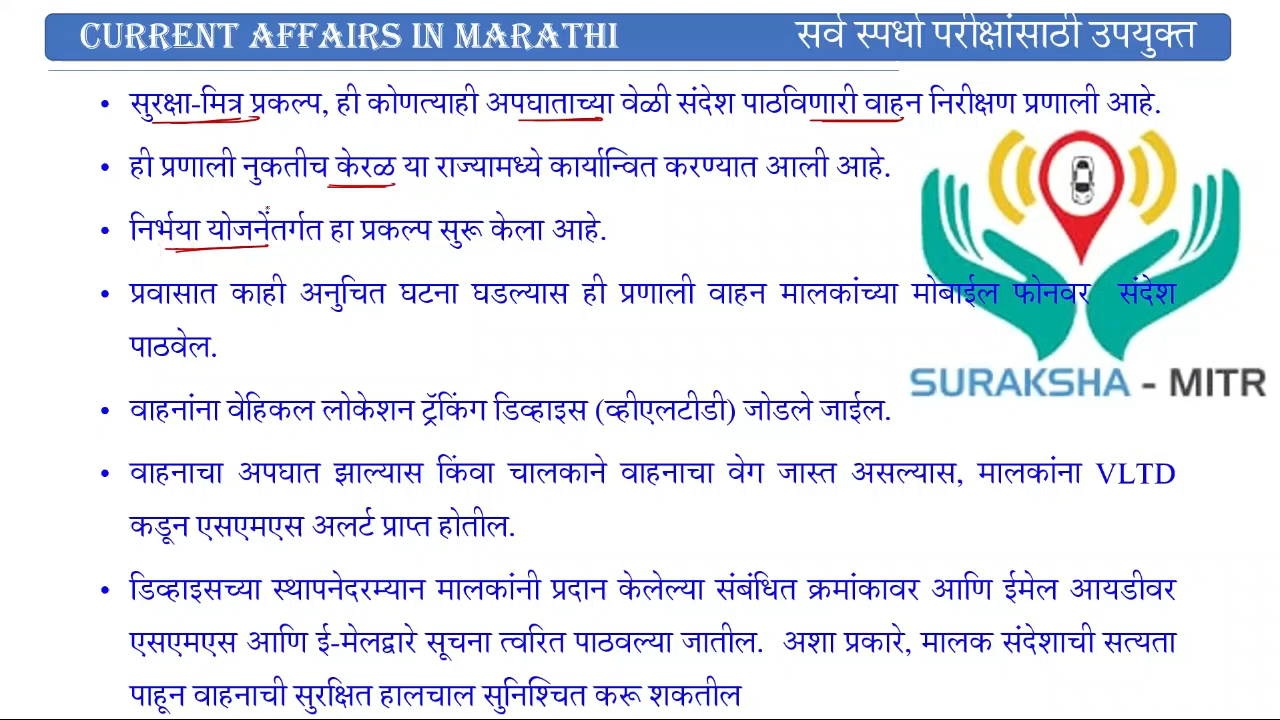 CURRENT AFFAIRS IN MARATHI
सर्व स्पर्धा परीक्षांसाठी उपयुक्त
• सुरक्षा-मित्र प्रकल्प, ही कोणत्याही अपघाताच्या वेळी संदेश पाठविणारी वाहन निरीक्षण प्रणाली आहे.
• ही प्रणाली नुकतीच केरळ या राज्यामध्ये कार्यान्वित करण्यात आली आहे.
• निर्भया योजनेंतर्गत हा प्रकल्प सुरू केला आहे.
• प्रवासात काही अनुचित घटना घडल्यास ही प्रणाली वाहन मालकांच्या मोबाईल फोनवर संदेश
पाठवेल.
SURAKSHA - MITR
• वाहनांना वेहिकल लोकेशन ट्रॅकिंग डिव्हाइस (व्हीएलटीडी) जोडले जाईल.
• वाहनाचा अपघात झाल्यास किंवा चालकाने वाहनाचा वेग जास्त असल्यास, मालकांना VLTD
कडून एसएमएस अलर्ट प्राप्त होतील.
• डिव्हाइसच्या स्थापनेदरम्यान मालकांनी प्रदान केलेल्या संबंधित क्रमांकावर आणि ईमेल आयडीवर
एसएमएस आणि ई-मेलद्वारे सूचना त्वरित पाठवल्या जातील. अशा प्रकारे, मालक संदेशाची सत्यता
पाहून वाहनाची सुरक्षित हालचाल सुनिश्चित करू शकतील